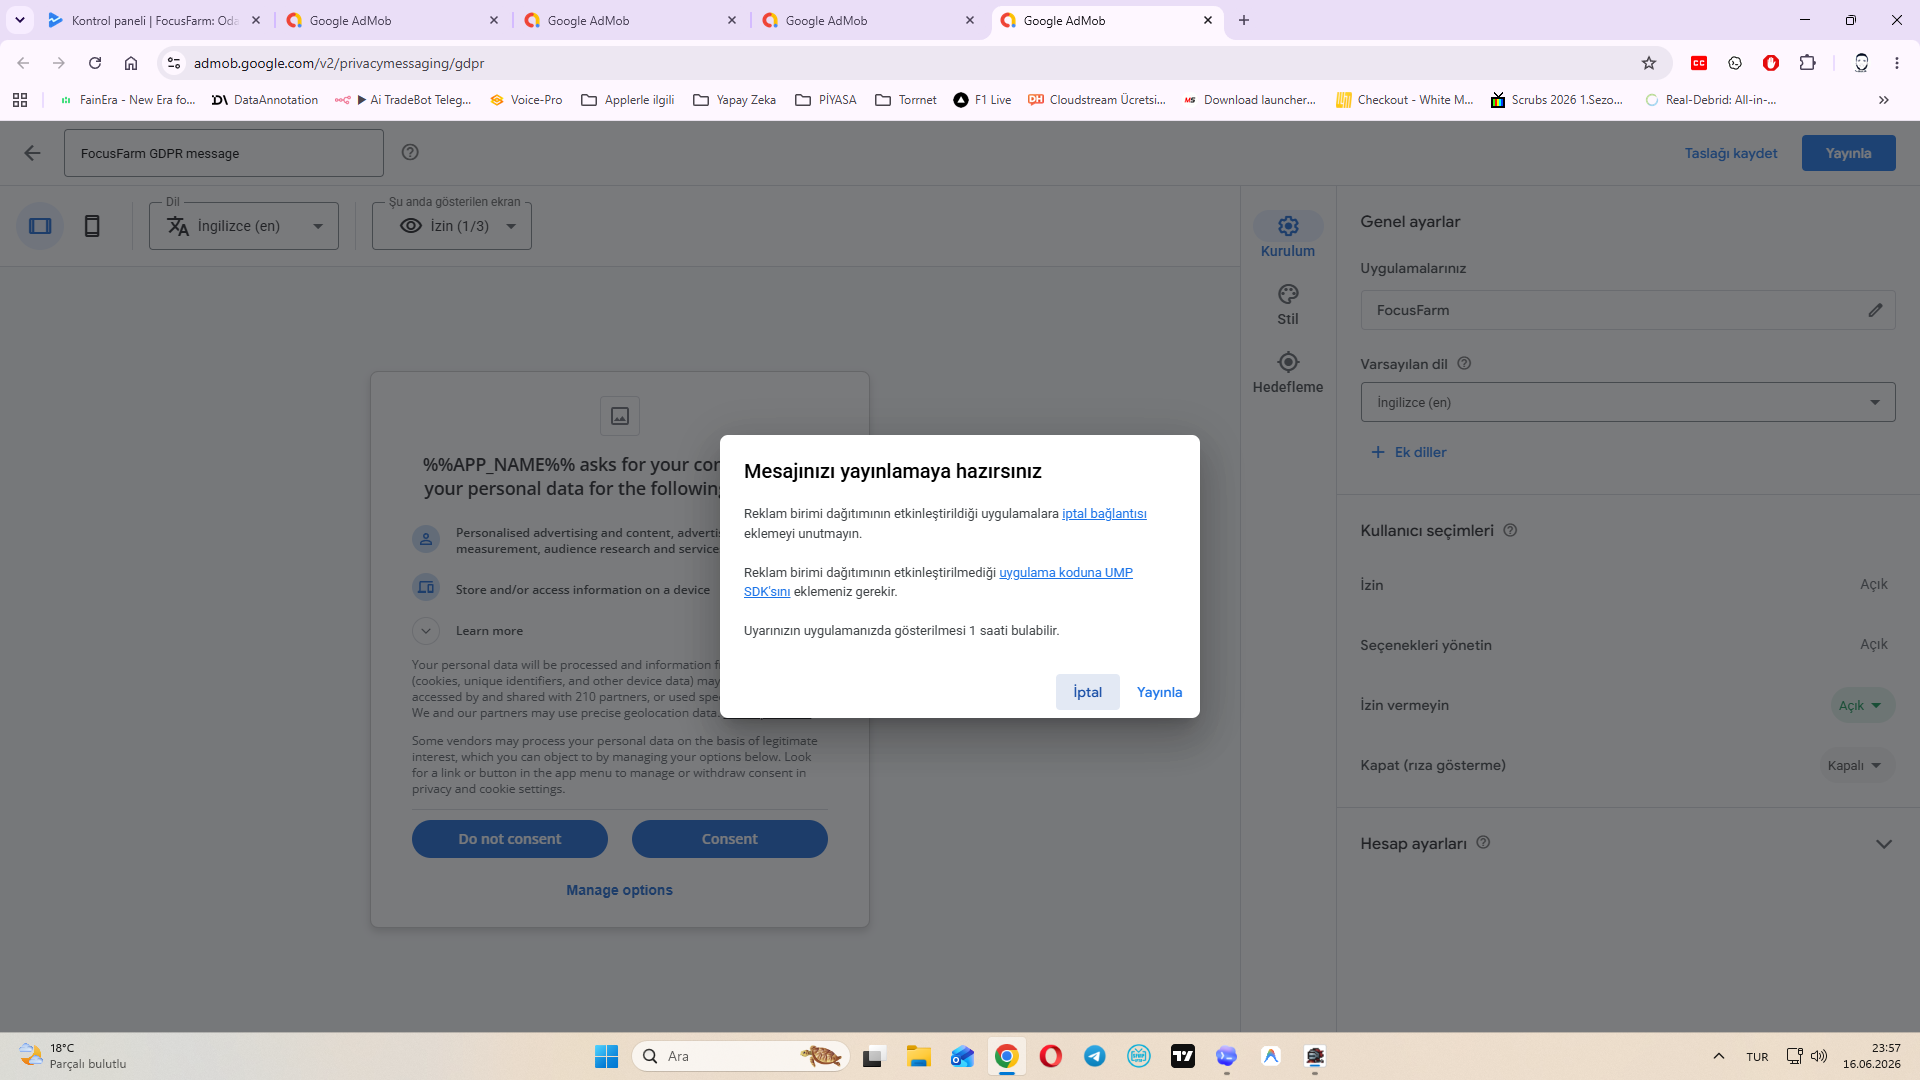 Kontrol paneli | FocusFarm: Oda
Google AdMob
Google AdMob
Google AdMob
Google AdMob
admob.google.com/v2/privacymessaging/gdpr
FainEra - New Era fo...
DataAnnotation
Ai TradeBot Teleg...
Voice-Pro
Applerle ilgili
Yapay Zeka
PİYASA
Torrnet
F1 Live
Cloudstream Ücretsi...
Download launcher...
Checkout - White M...
Scrubs 2026 1.Sezo...
Real-Debrid: All-in-...
FocusFarm GDPR message
Taslağı kaydet
Yayınla
Dil
İngilizce (en)
Şu anda gösterilen ekran
İzin (1/3)
Kurulum
Stil
Hedefleme
Genel ayarlar
Uygulamalarınız
FocusFarm
Varsayılan dil
İngilizce (en)
Ek diller
Kullanıcı seçimleri
İzin
Açık
Seçenekleri yönetin
Açık
İzin vermeyin
Açık
Kapat (rıza gösterme)
Kapalı
Hesap ayarları
%%APP_NAME%% asks for your co
your personal data for the following
Personalised advertising and content, adverti
measurement, audience research and service
Store and/or access information on a device
Learn more
Your personal data will be processed and information f
(cookies, unique identifiers, and other device data) may
accessed by and shared with 210 partners, or used spe
We and our partners may use precise geolocation data.
Some vendors may process your personal data on the basis of legitimate
interest, which you can object to by managing your options below. Look
for a link or button in the app menu to manage or withdraw consent in
privacy and cookie settings.
Do not consent
Consent
Manage options
Mesajınızı yayınlamaya hazırsınız
Reklam birimi dağıtımının etkinleştirildiği uygulamalara iptal bağlantısı
eklemeyi unutmayın.
Reklam birimi dağıtımının etkinleştirilmediği uygulama koduna UMP
SDK'sını eklemeniz gerekir.
Uyarınızın uygulamanızda gösterilmesi 1 saati bulabilir.
İptal
Yayınla
18°C
Parçalı bulutlu
Ara
TUR
23:57
16.06.2026